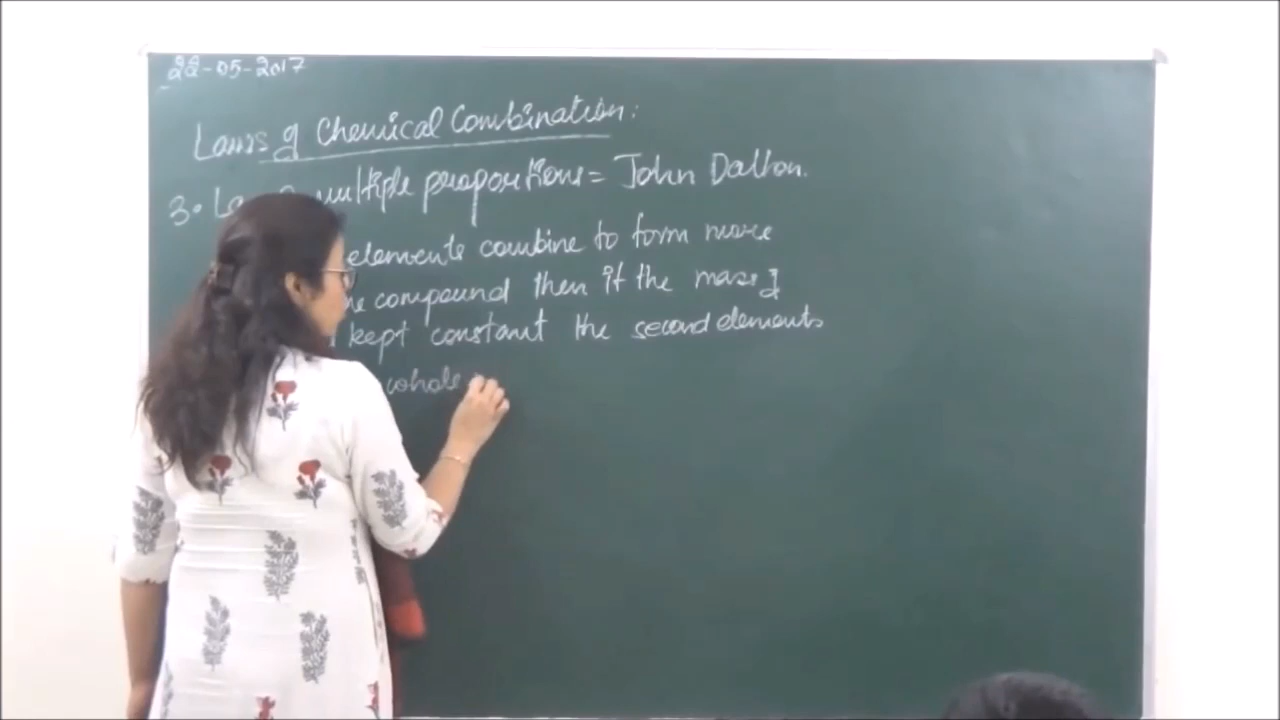 22-05-2017
Laws of Chemical Combination:
3. La multiple proportions = John Dalton.
elements combine to form more
compound then if the mass of
kept constant the second elements
whole